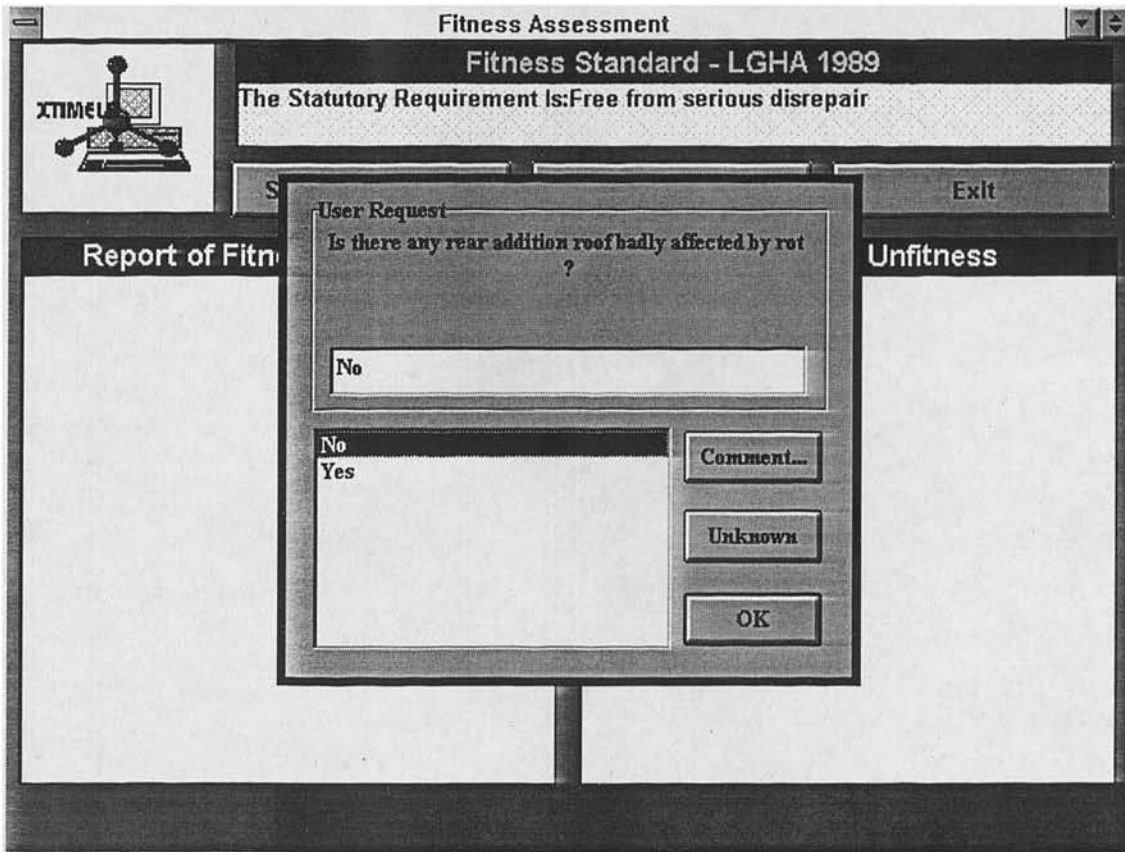 Fitness Assessment
XTIMEL
Fitness Standard - LGHA 1989
The Statutory Requirement Is:Free from serious disrepair
S
Exit
Report of Fitn
Unfitness
User Request
Is there any rear addition roof badly affected by rot
?
No
No
Yes
Comment...
Unknown
OK